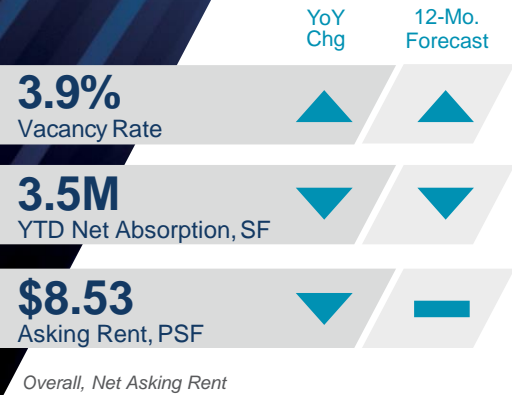 YoY
Chg
12-Mo.
Forecast
3.9%
Vacancy Rate
3.5M
YTD Net Absorption, SF
$8.53
Asking Rent, PSF
Overall, Net Asking Rent